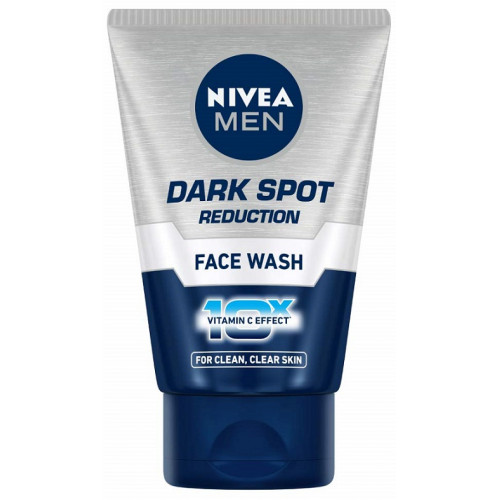 NIVEA
MEN
DARK SPOT
REDUCTION
FACE WASH
10X
VITAMIN C EFFECT*
FOR CLEAN, CLEAR SKIN